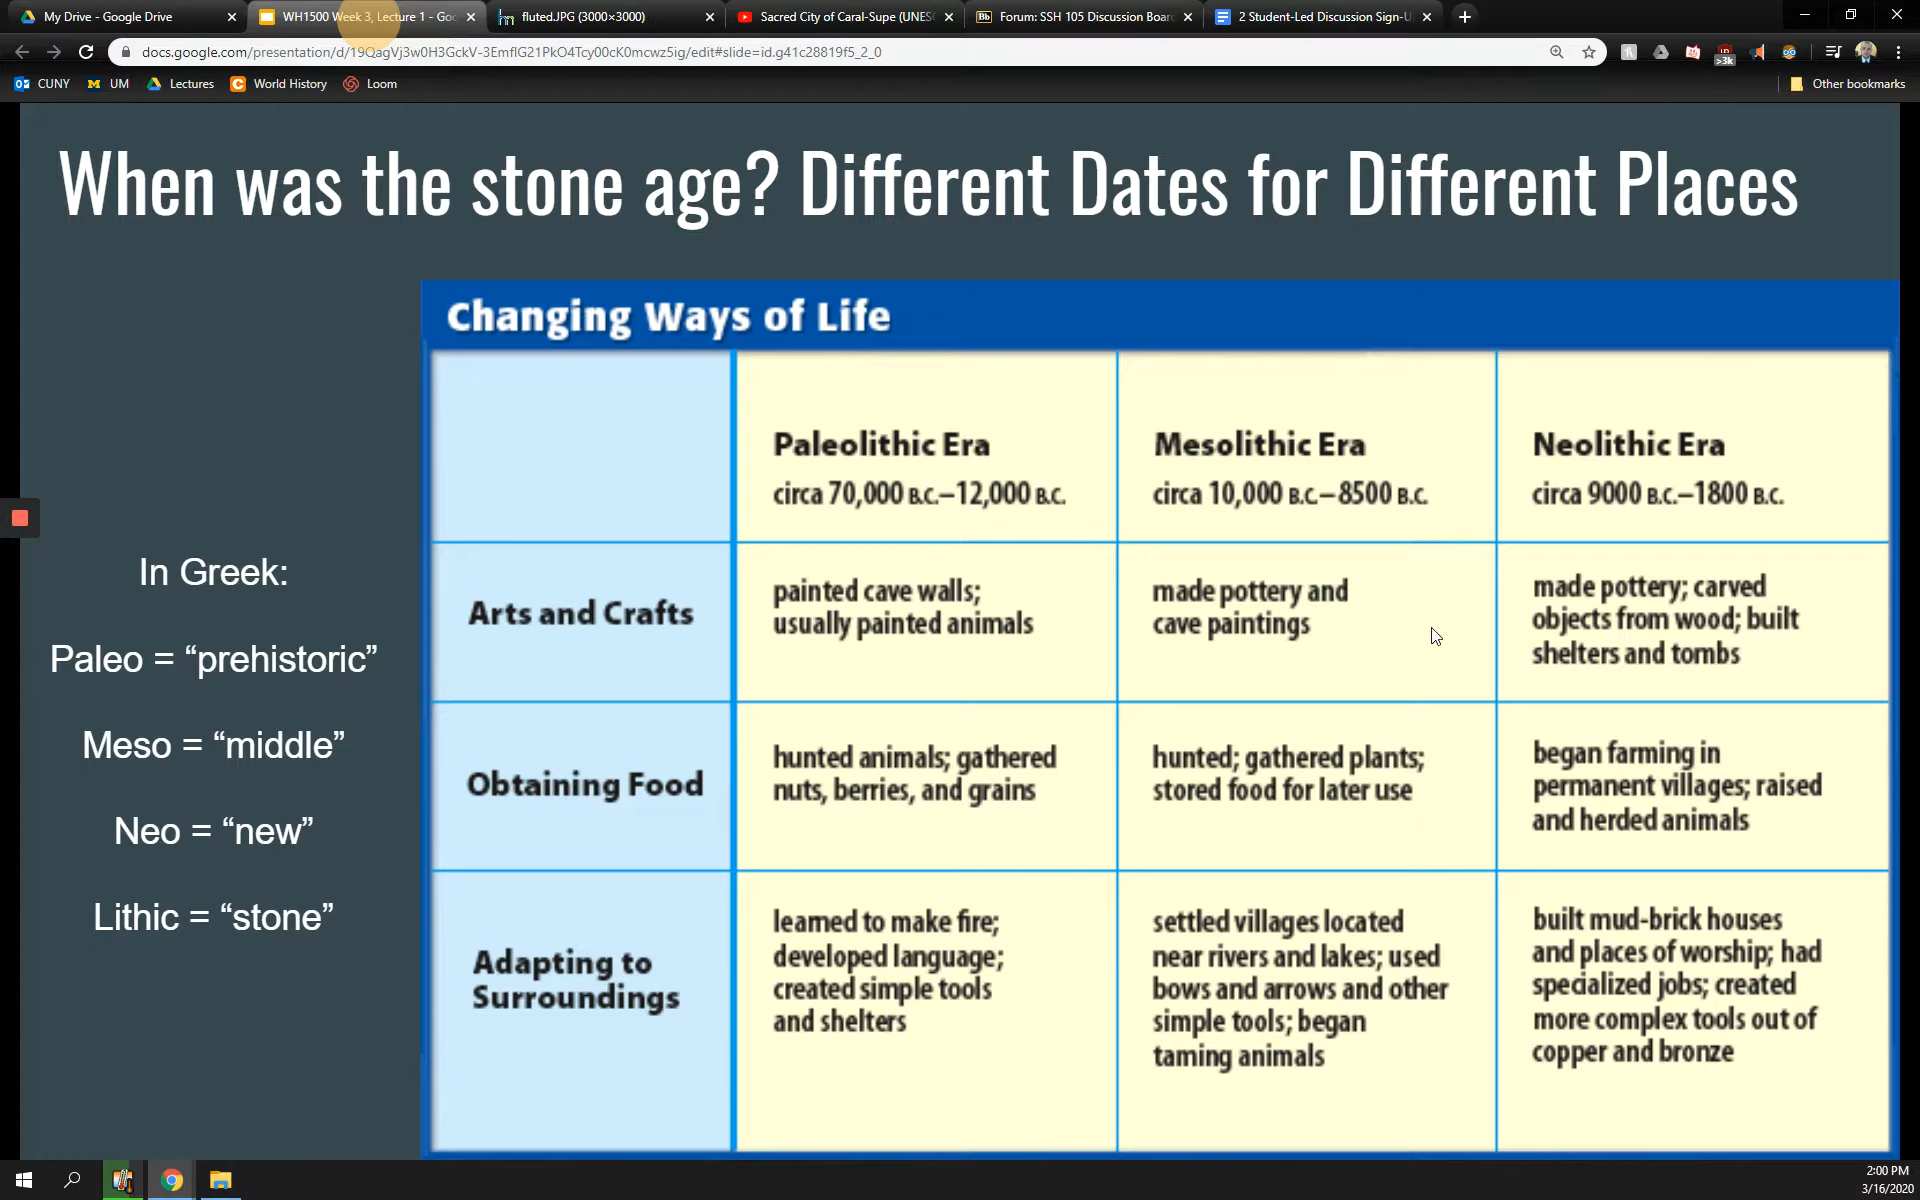 My Drive - Google Drive
WH1500 Week 3, Lecture 1 - Goo
fluted.JPG (3000×3000)
Sacred City of Caral-Supe (UNESC
Bb
Forum: SSH 105 Discussion Board
2 Student-Led Discussion Sign-U
docs.google.com/presentation/d/19QagVj3w0H3GckV-3EmflG21PkO4Tcy00cK0mcwz5ig/edit#slide=id.g41c28819f5_2_0
>3k
CUNY
UM
Lectures
World History
Loom
Other bookmarks
When was the stone age? Different Dates for Different Places
In Greek:
Paleo = “prehistoric”
Meso = “middle”
Neo = “new”
Lithic = “stone”
Changing Ways of Life
Paleolithic Era
circa 70,000 B.C.–12,000 B.C.
Mesolithic Era
circa 10,000 B.C.–8500 B.C.
Neolithic Era
circa 9000 B.C.–1800 B.C.
Arts and Crafts
painted cave walls;
usually painted animals
made pottery and
cave paintings
made pottery; carved
objects from wood; built
shelters and tombs
Obtaining Food
hunted animals; gathered
nuts, berries, and grains
hunted; gathered plants;
stored food for later use
began farming in
permanent villages; raised
and herded animals
Adapting to
Surroundings
learned to make fire;
developed language;
created simple tools
and shelters
settled villages located
near rivers and lakes; used
bows and arrows and other
simple tools; began
taming animals
built mud-brick houses
and places of worship; had
specialized jobs; created
more complex tools out of
copper and bronze
2:00 PM
3/16/2020